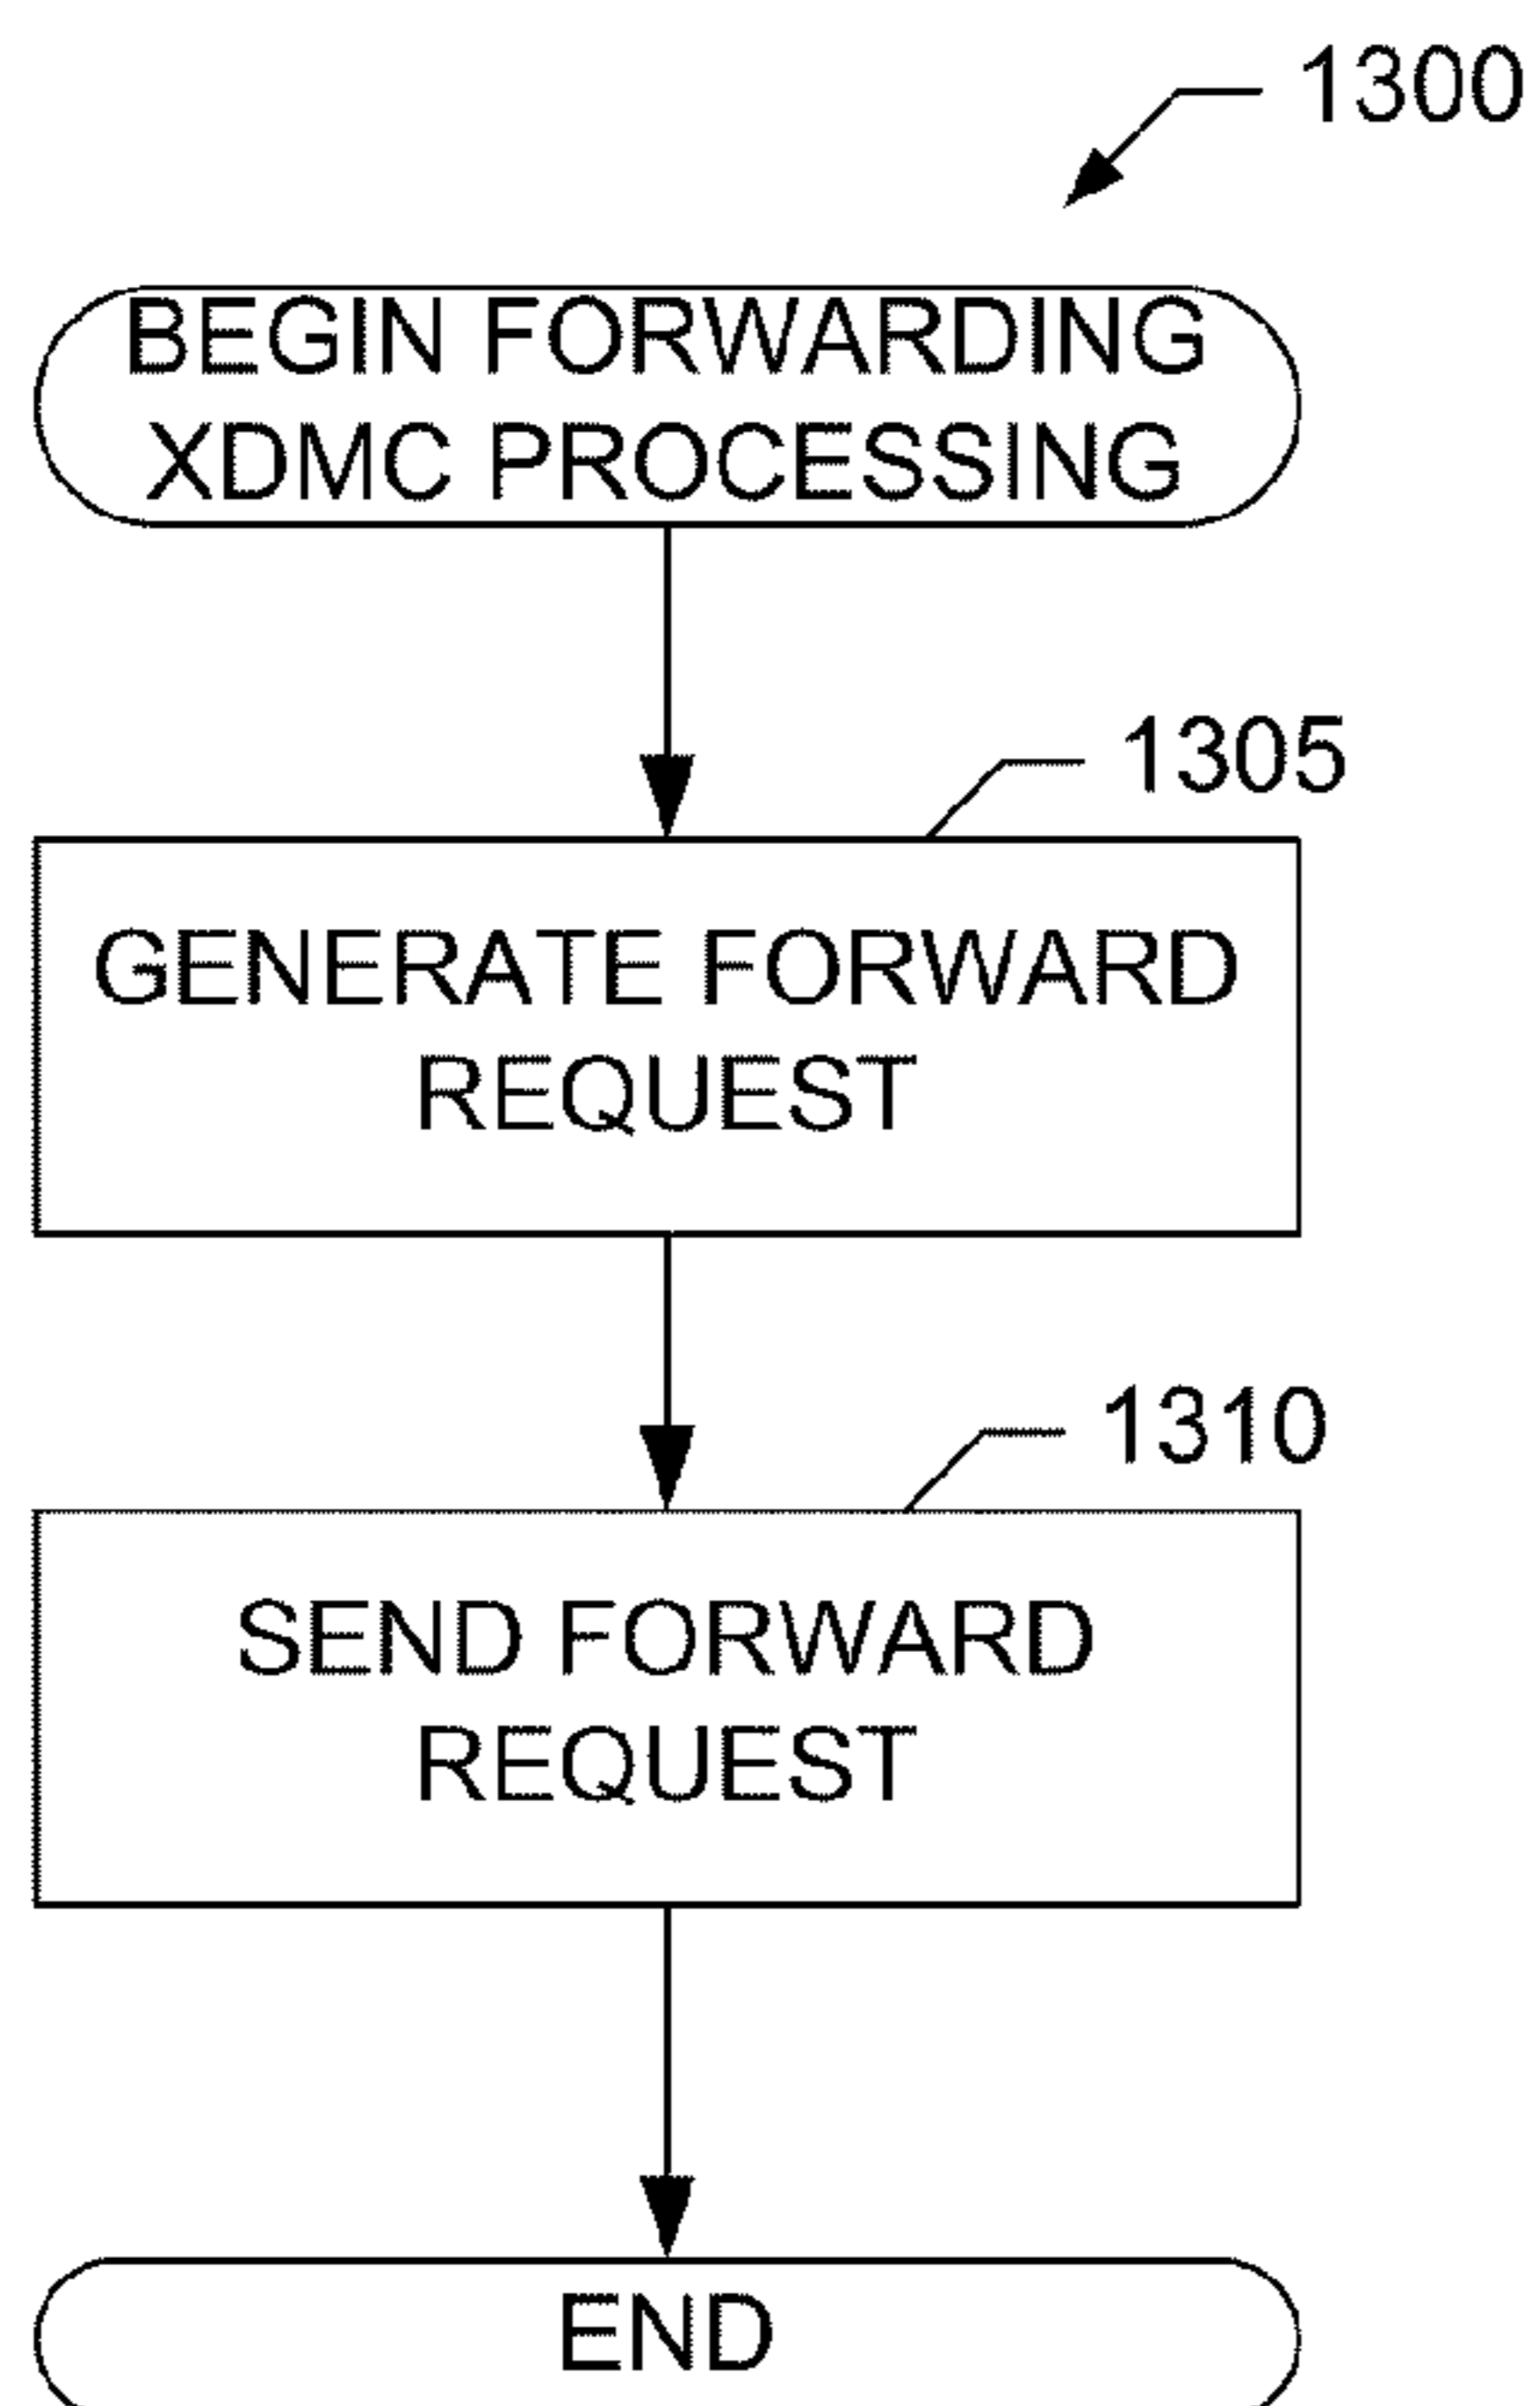 1300
BEGIN FORWARDING
XDMC PROCESSING
1305
GENERATE FORWARD
REQUEST
1310
SEND FORWARD
REQUEST
END